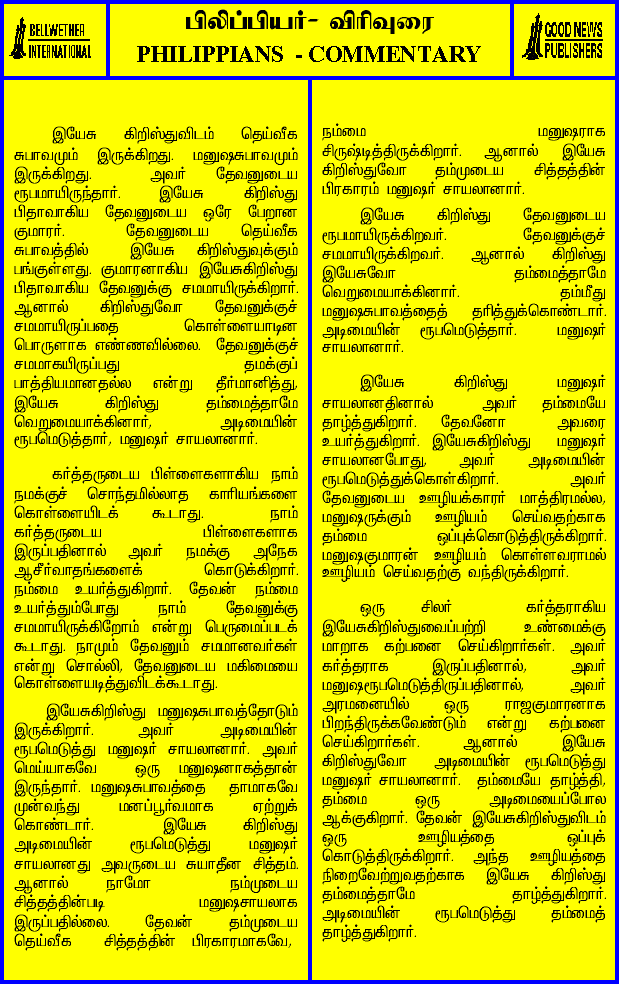 BELLWETHER
INTERNATIONAL
பிலிப்பியர்- விரிவுரை
PHILIPPIANS - COMMENTARY
GOOD NEWS
PUBLISHERS
இயேசு கிறிஸ்துவிடம் தெய்வீக
சுபாவமும் இருக்கிறது. மனுஷசுபாவமும்
இருக்கிறது. அவர் தேவனுடைய
ரூபமாயிருந்தார். இயேசு கிறிஸ்து
பிதாவாகிய தேவனுடைய ஒரே பேறான
குமாரர். தேவனுடைய தெய்வீக
சுபாவத்தில் இயேசு கிறிஸ்துவுக்கும்
பங்குள்ளது. குமாரனாகிய இயேசுகிறிஸ்து
பிதாவாகிய தேவனுக்கு சமமாயிருக்கிறார்.
ஆனால் கிறிஸ்துவோ தேவனுக்குச்
சமமாயிருப்பதை கொள்ளையாடின
பொருளாக எண்ணவில்லை. தேவனுக்குச்
சமமாகயிருப்பது தமக்குப்
பாத்தியமானதல்ல என்று தீர்மானித்து,
இயேசு கிறிஸ்து தம்மைத்தாமே
வெறுமையாக்கினார், அடிமையின்
ரூபமெடுத்தார், மனுஷர் சாயலானார்.
கர்த்தருடைய பிள்ளைகளாகிய நாம்
நமக்குச் சொந்தமில்லாத காரியங்களை
கொள்ளையிடக் கூடாது. நாம்
கர்த்தருடைய பிள்ளைகளாக
இருப்பதினால் அவர் நமக்கு அநேக
ஆசீர்வாதங்களைக் கொடுக்கிறார்.
நம்மை உயர்த்துகிறார். தேவன் நம்மை
உயர்த்தும்போது நாம் தேவனுக்கு
சமமாயிருக்கிறோம் என்று பெருமைப்படக்
கூடாது. நாமும் தேவனும் சமமானவர்கள்
என்று சொல்லி, தேவனுடைய மகிமையை
கொள்ளையடித்துவிடக்கூடாது.
இயேசுகிறிஸ்து மனுஷசுபாவத்தோடும்
இருக்கிறார். அவர் அடிமையின்
ரூபமெடுத்து மனுஷர் சாயலானார். அவர்
மெய்யாகவே ஒரு மனுஷனாகத்தான்
இருந்தார். மனுஷசுபாவத்தை தாமாகவே
முன்வந்து மனப்பூர்வமாக ஏற்றுக்
கொண்டார். இயேசு கிறிஸ்து
அடிமையின் ரூபமெடுத்து மனுஷர்
சாயலானது அவருடைய சுயாதீன சித்தம்.
ஆனால் நாமோ நம்முடைய
சித்தத்தின்படி மனுஷசாயலாக
இருப்பதில்லை. தேவன் தம்முடைய
தெய்வீக சித்தத்தின் பிரகாரமாகவே,
நம்மை மனுஷராக
சிருஷ்டித்திருக்கிறார். ஆனால் இயேசு
கிறிஸ்துவோ தம்முடைய சித்தத்தின்
பிரகாரம் மனுஷர் சாயலானார்.
இயேசு கிறிஸ்து தேவனுடைய
ரூபமாயிருக்கிறவர். தேவனுக்குச்
சமமாயிருக்கிறவர். ஆனால் கிறிஸ்து
இயேசுவோ தம்மைத்தாமே
வெறுமையாக்கினார். தம்மீது
மனுஷசுபாவத்தைத் தரித்துக்கொண்டார்.
அடிமையின் ரூபமெடுத்தார். மனுஷர்
சாயலானார்.
இயேசு கிறிஸ்து மனுஷர்
சாயலானதினால் அவர் தம்மையே
தாழ்த்துகிறார். தேவனோ அவரை
உயர்த்துகிறார். இயேசுகிறிஸ்து மனுஷர்
சாயலானபோது, அவர் அடிமையின்
ரூபமெடுத்துக்கொள்கிறார். அவர்
தேவனுடைய ஊழியக்காரர் மாத்திரமல்ல,
மனுஷருக்கும் ஊழியம் செய்வதற்காக
தம்மை ஒப்புக்கொடுத்திருக்கிறார்.
மனுஷகுமாரன் ஊழியம் கொள்ளவராமல்
ஊழியம் செய்வதற்கு வந்திருக்கிறார்.
ஒரு சிலர் கர்த்தராகிய
இயேசுகிறிஸ்துவைப்பற்றி உண்மைக்கு
மாறாக கற்பனை செய்கிறார்கள். அவர்
கர்த்தராக இருப்பதினால், அவர்
மனுஷரூபமெடுத்திருப்பதினால், அவர்
அரமனையில் ஒரு ராஜகுமாரனாக
பிறந்திருக்கவேண்டும் என்று கற்பனை
செய்கிறார்கள். ஆனால் இயேசு
கிறிஸ்துவோ அடிமையின் ரூபமெடுத்து
மனுஷர் சாயலானார். தம்மையே தாழ்த்தி,
தம்மை ஒரு அடிமையைப்போல
ஆக்குகிறார். தேவன் இயேசுகிறிஸ்துவிடம்
ஒரு ஊழியத்தை ஒப்புக்
கொடுத்திருக்கிறார். அந்த ஊழியத்தை
நிறைவேற்றுவதற்காக இயேசு கிறிஸ்து
தம்மைத்தாமே தாழ்த்துகிறார்.
அடிமையின் ரூபமெடுத்து தம்மைத்
தாழ்த்துகிறார்.